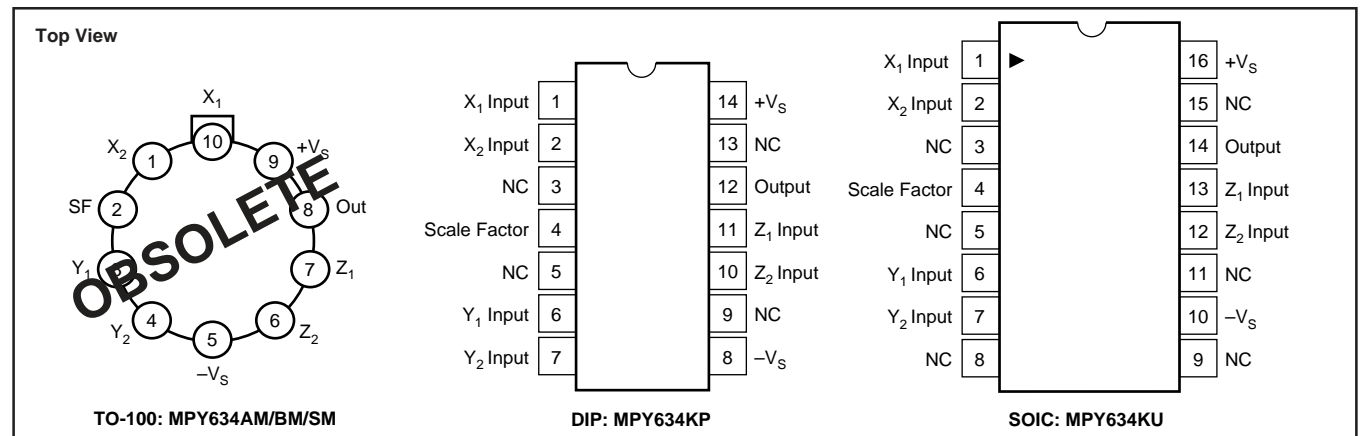 Top View
X1
10
X2
1
9
+VS
SF
2
8
Out
Y1
3
7
Z1
Y2
4
6
Z2
5
–VS
OBSOLETE
TO-100: MPY634AM/BM/SM
X1 Input 1
14 +VS
X2 Input 2
13 NC
NC 3
12 Output
Scale Factor 4
11 Z1 Input
NC 5
10 Z2 Input
Y1 Input 6
9 NC
Y2 Input 7
8 –VS
DIP: MPY634KP
X1 Input 1
16 +VS
X2 Input 2
15 NC
NC 3
14 Output
Scale Factor 4
13 Z1 Input
NC 5
12 Z2 Input
Y1 Input 6
11 NC
Y2 Input 7
10 –VS
NC 8
9 NC
SOIC: MPY634KU